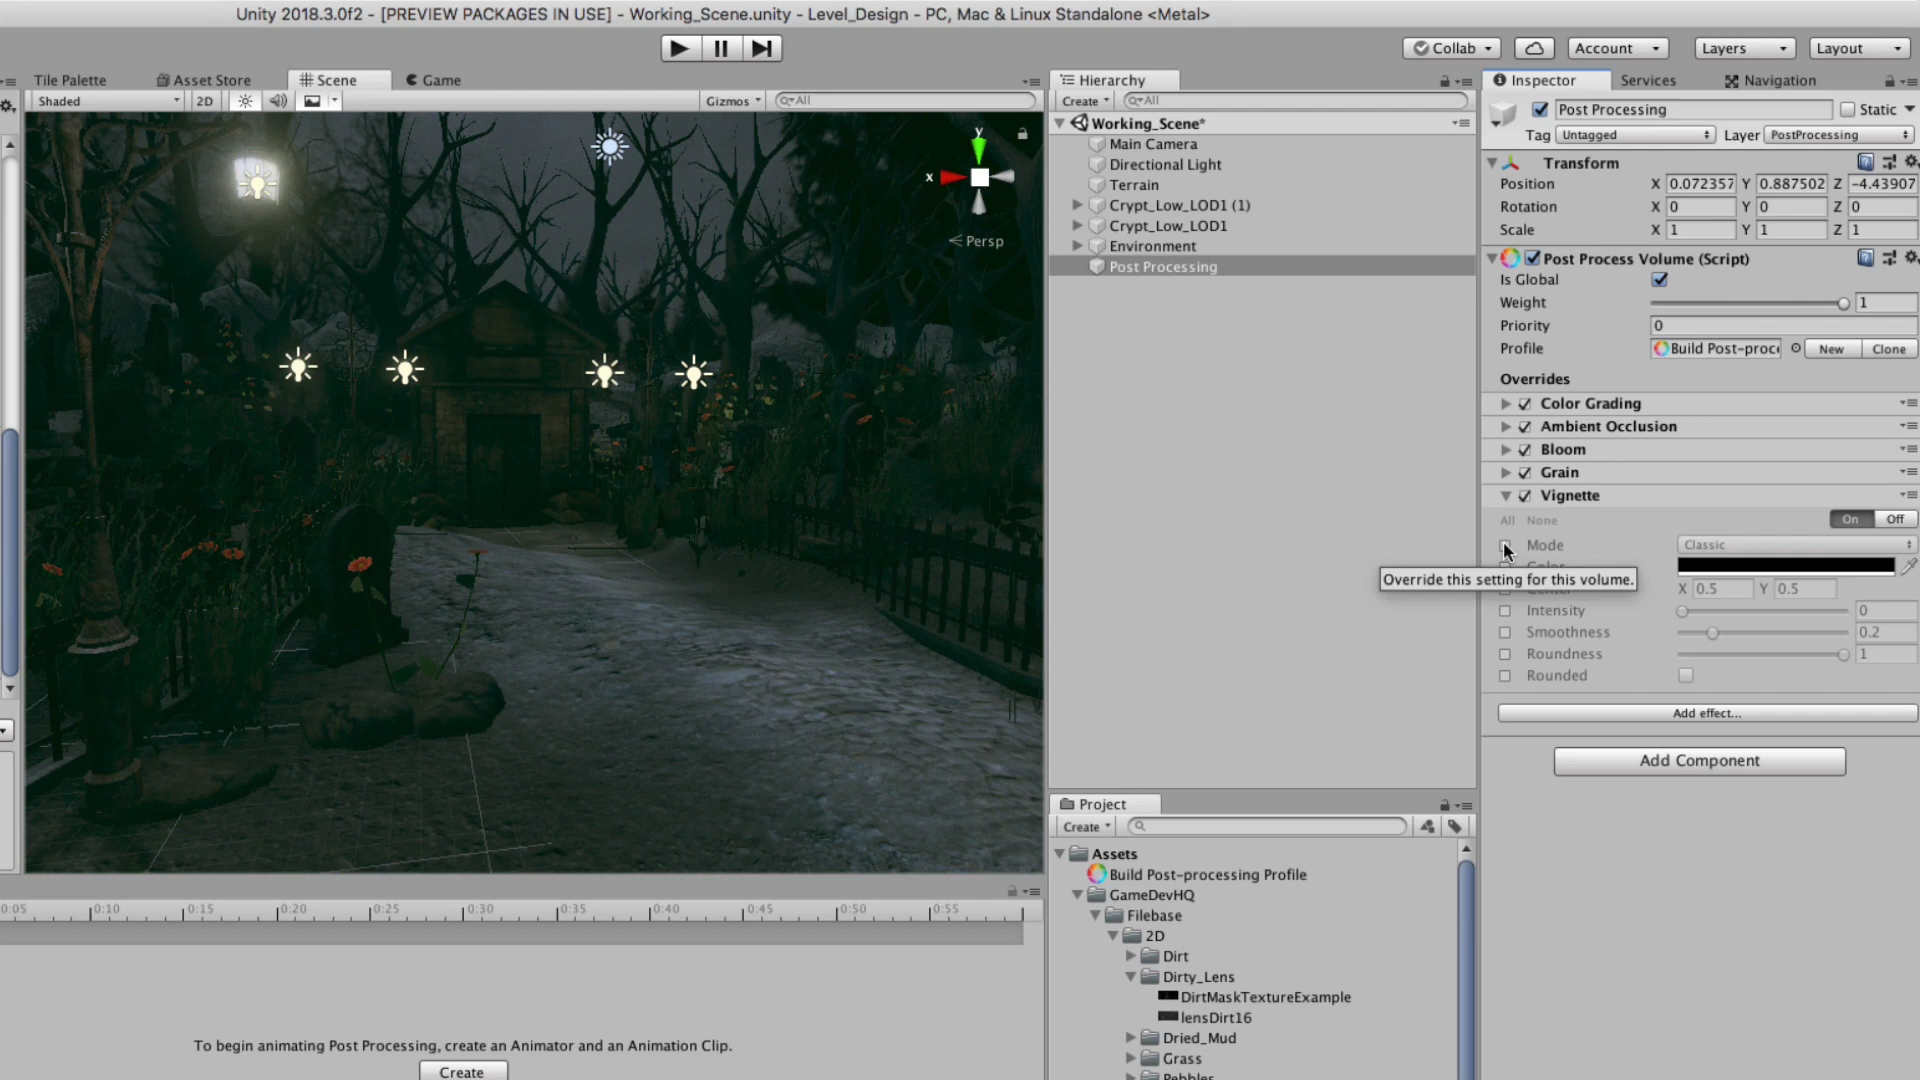 Unity 2018.3.0f2 - [PREVIEW PACKAGES IN USE] - Working_Scene.unity - Level_Design - PC, Mac & Linux Standalone <Metal>
Collab
Account
Layers
Layout
Tile Palette
Asset Store
Scene
Game
Shaded
2D
Gizmos
All
y
x
Persp
Hierarchy
Create
All
Working_Scene*
Main Camera
Directional Light
Terrain
Crypt_Low_LOD1 (1)
Crypt_Low_LOD1
Environment
Post Processing
Inspector
Services
Navigation
Post Processing
Static
Tag Untagged Layer PostProcessing
Transform
Position X 0.072357 Y 0.887502 Z -4.43907
Rotation X 0 Y 0 Z 0
Scale X 1 Y 1 Z 1
Post Process Volume (Script)
Is Global
Weight 1
Priority 0
Profile Build Post-proc New Clone
Overrides
Color Grading
Ambient Occlusion
Bloom
Grain
Vignette
All None On Off
Mode Classic
Override this setting for this volume.
X 0.5 Y 0.5
Intensity 0
Smoothness 0.2
Roundness 1
Rounded
Add effect...
Add Component
Project
Create
Assets
Build Post-processing Profile
GameDevHQ
Filebase
2D
Dirt
Dirty_Lens
DirtMaskTextureExample
lensDirt16
Dried_Mud
Grass
Pebbles
0:05 0:10 0:15 0:20 0:25 0:30 0:35 0:40 0:45 0:50 0:55
To begin animating Post Processing, create an Animator and an Animation Clip.
Create